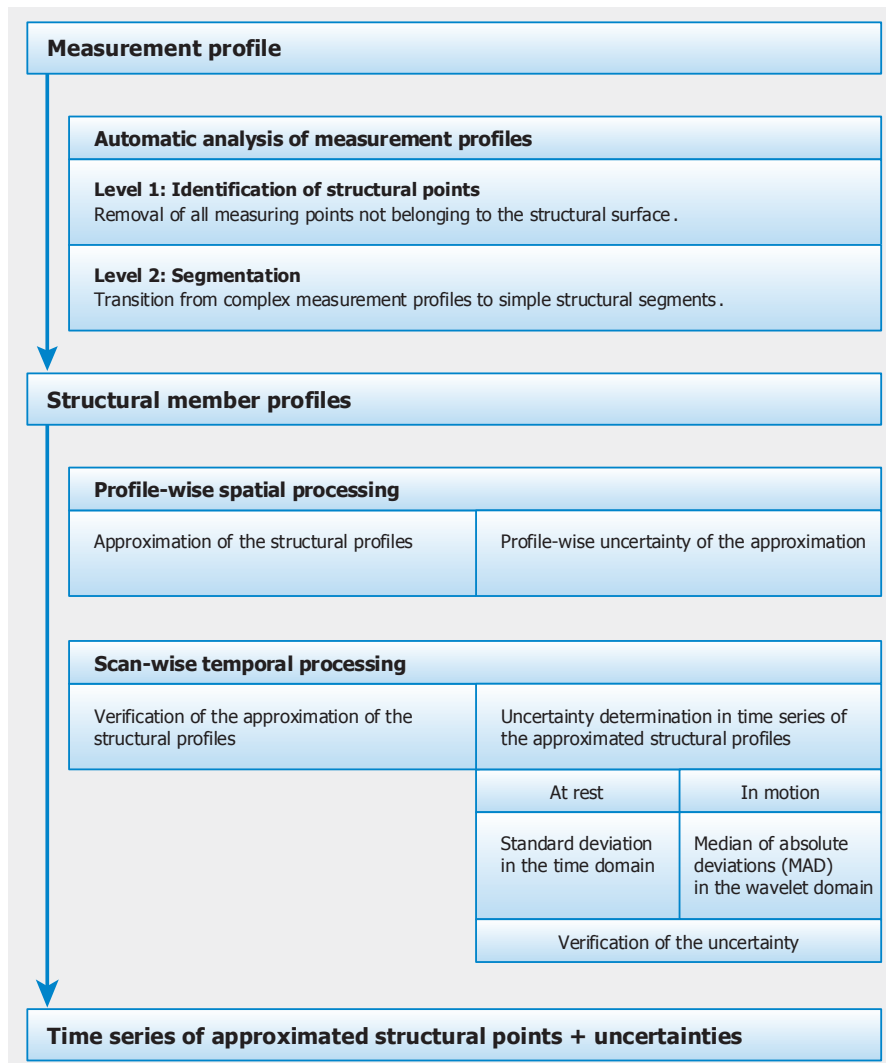 Measurement profile
Automatic analysis of measurement profiles
Level 1: Identification of structural points
Removal of all measuring points not belonging to the structural surface.
Level 2: Segmentation
Transition from complex measurement profiles to simple structural segments.
Structural member profiles
Profile-wise spatial processing
Approximation of the structural profiles
Profile-wise uncertainty of the approximation
Scan-wise temporal processing
Verification of the approximation of the
structural profiles
Uncertainty determination in time series of
the approximated structural profiles
At rest
In motion
Standard deviation
in the time domain
Median of absolute
deviations (MAD)
in the wavelet domain
Verification of the uncertainty
Time series of approximated structural points + uncertainties